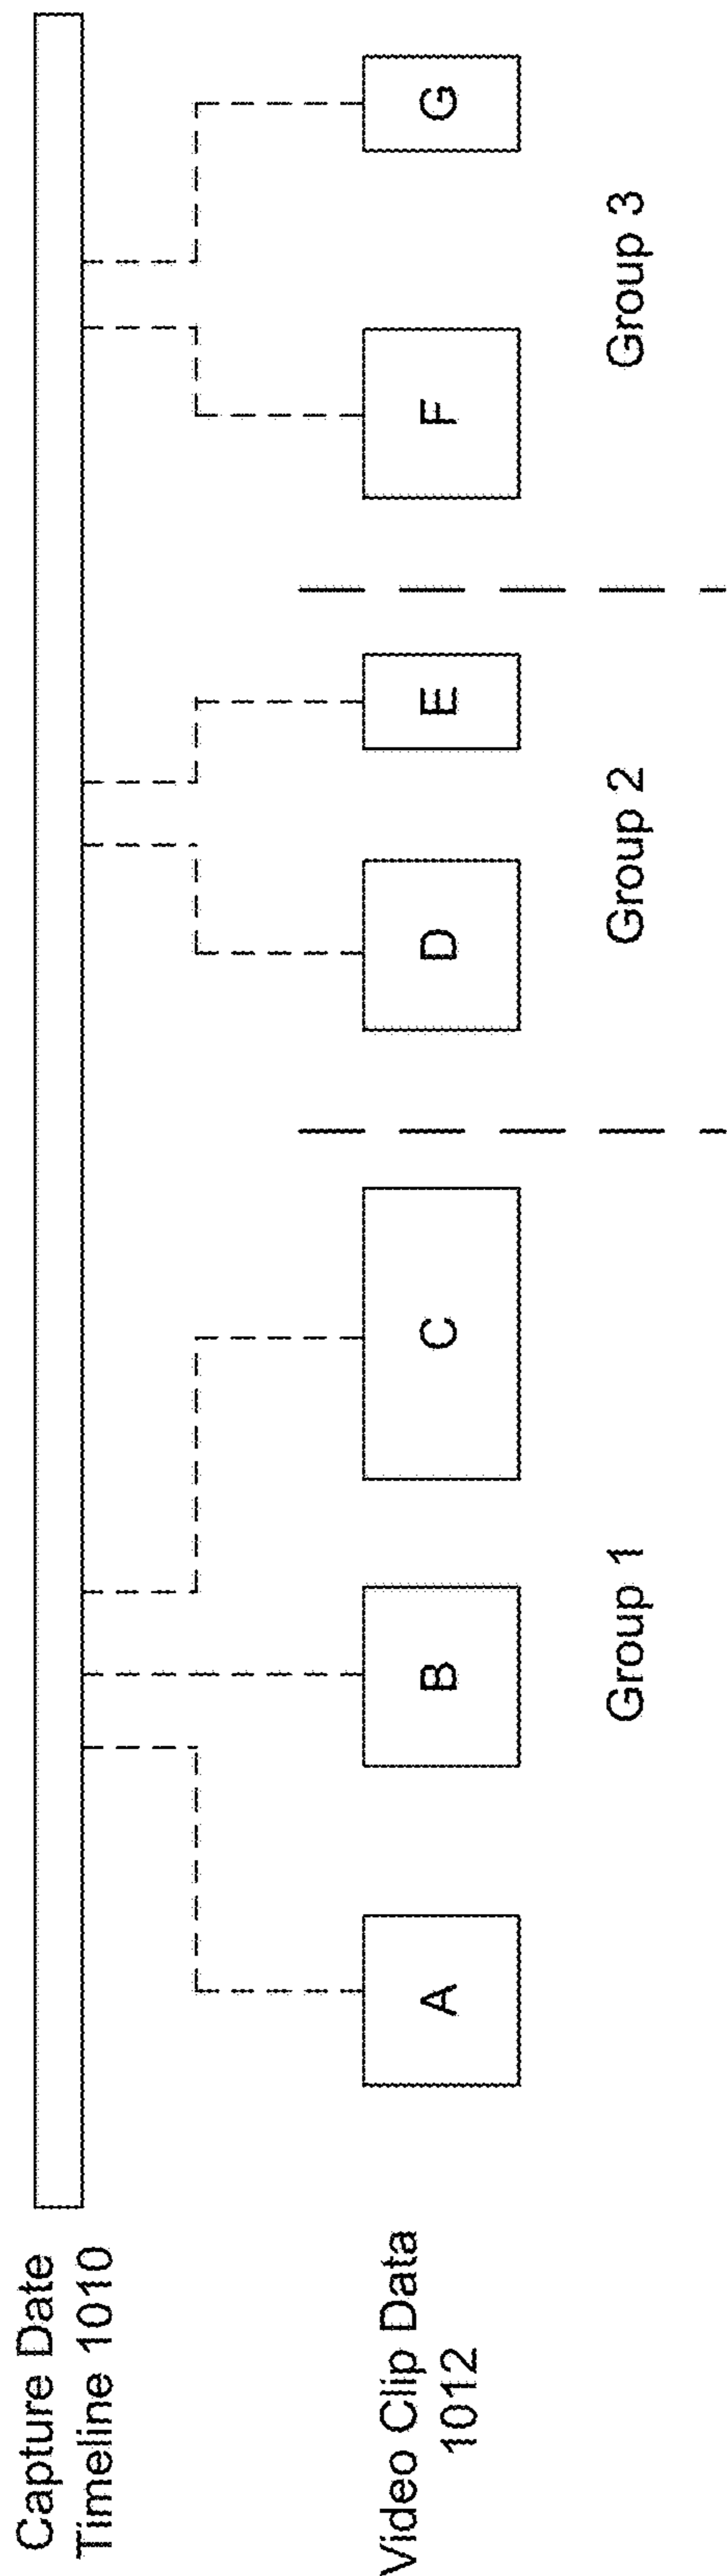 Capture Date
Timeline 1010
Video Clip Data
1012
A
B
C
D
E
F
G
Group 1
Group 2
Group 3